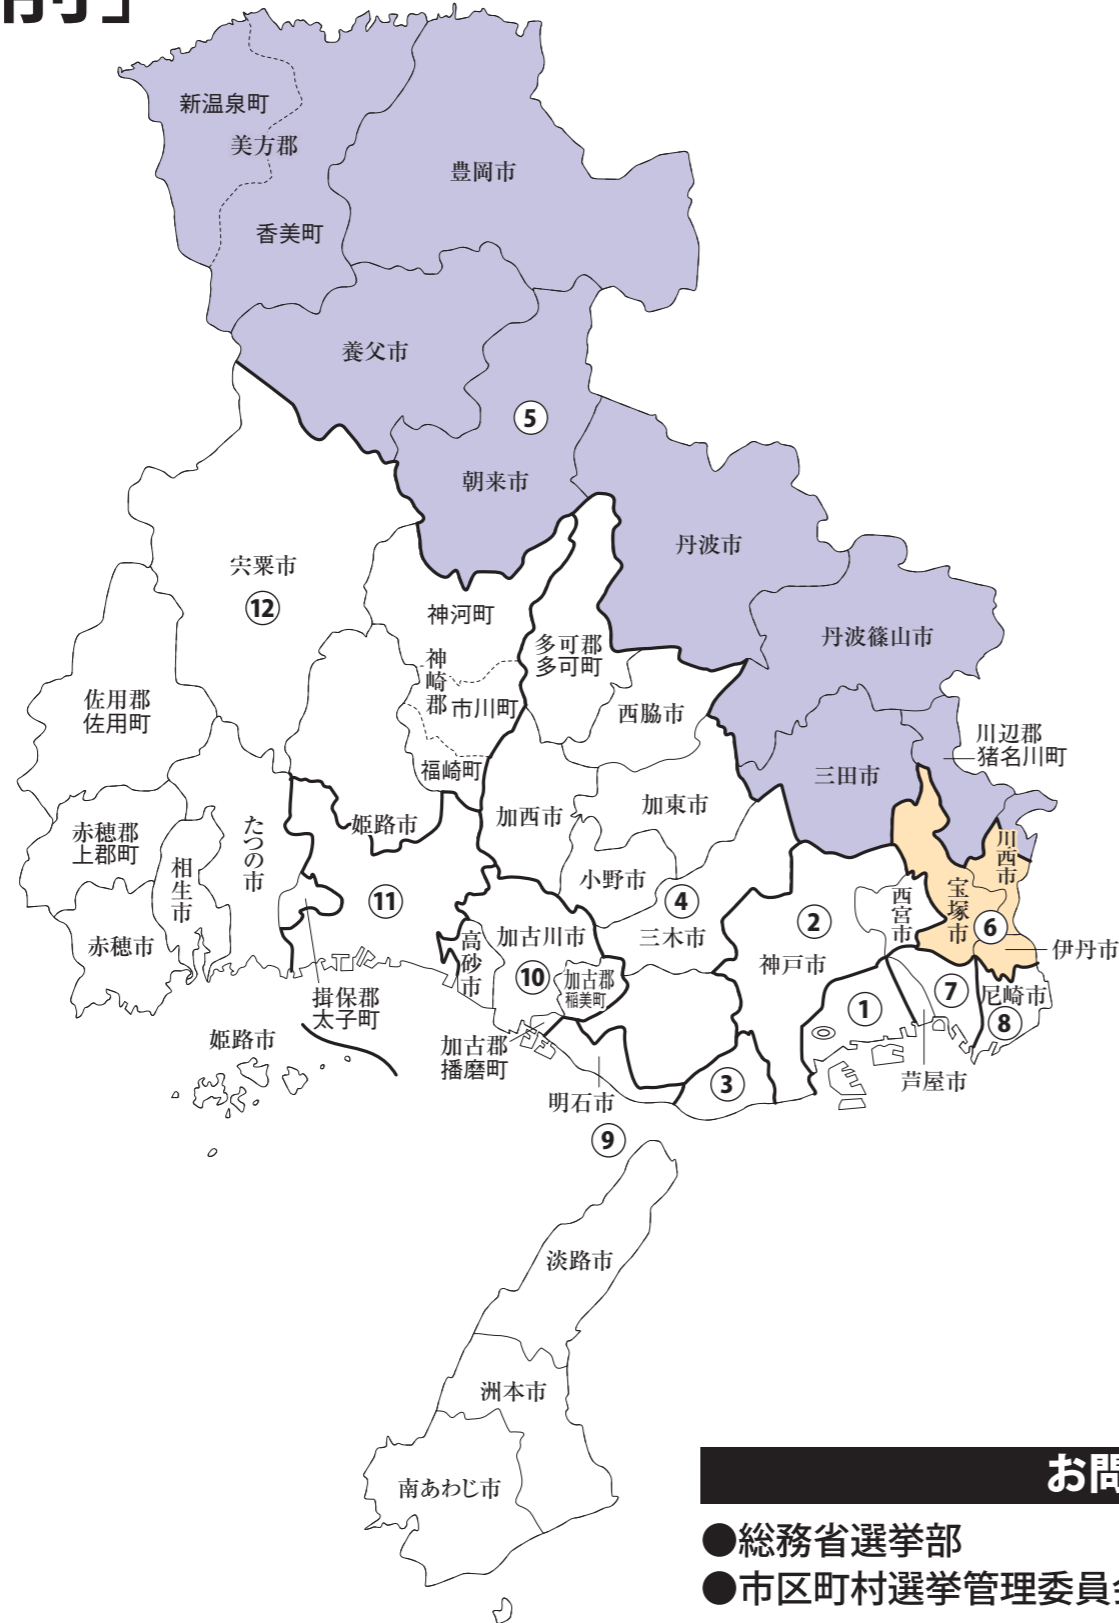 前」
新温泉町
美方郡
香美町
豊岡市
養父市
⑤
朝来市
丹波市
宍粟市
⑫
神河町
多可郡
多可町
丹波篠山市
神崎郡
市川町
福崎町
西脇市
佐用郡
佐用町
川辺郡
猪名川町
三田市
加西市
加東市
姫路市
赤穂郡
上郡町
相生市
たつの市
川西市
小野市
④
三木市
⑪
②
神戸市
西宮市
宝塚市
⑥
伊丹市
赤穂市
高砂市
加古川市
⑩
加古郡
稲美町
揖保郡
太子町
①
⑦
尼崎市
⑧
姫路市
加古郡
播磨町
明石市
③
芦屋市
⑨
淡路市
洲本市
南あわじ市
お問
●総務省選挙部
●市区町村選挙管理委員会